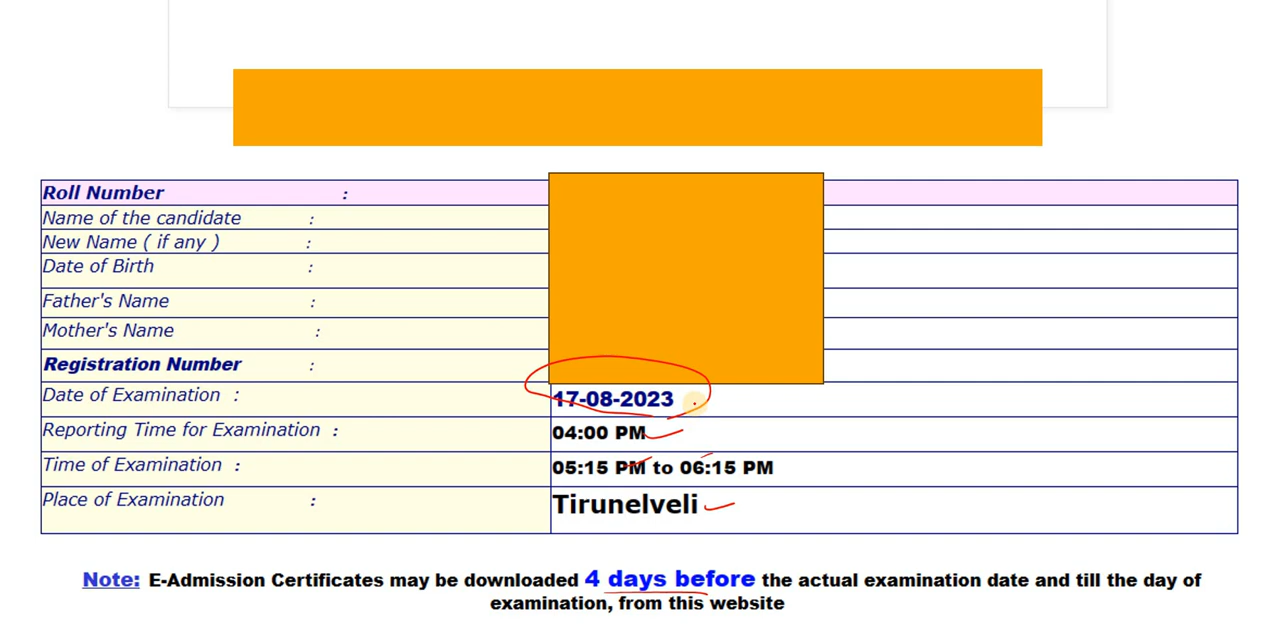 Roll Number :
Name of the candidate :
New Name ( if any ) :
Date of Birth :
Father's Name :
Mother's Name :
Registration Number :
Date of Examination : 17-08-2023
Reporting Time for Examination : 04:00 PM
Time of Examination : 05:15 PM to 06:15 PM
Place of Examination : Tirunelveli
Note: E-Admission Certificates may be downloaded 4 days before the actual examination date and till the day of
examination, from this website